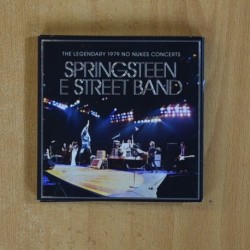 THE LEGENDARY 1979 NO NUKES CONCERTS
SPRINGSTEEN
E STREET BAND